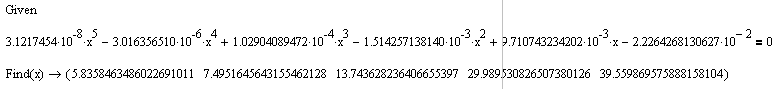 Given
3.1217454·10^-8·x^5 − 3.016356510·10^-6·x^4 + 1.02904089472·10^-4·x^3 − 1.514257138140·10^-3·x^2 + 9.710743234202·10^-3·x − 2.2264268130627·10^-2 = 0
Find(x) → (5.8358463486022691011 7.4951645643155462128 13.743628236406655397 29.989530826507380126 39.559869575888158104)